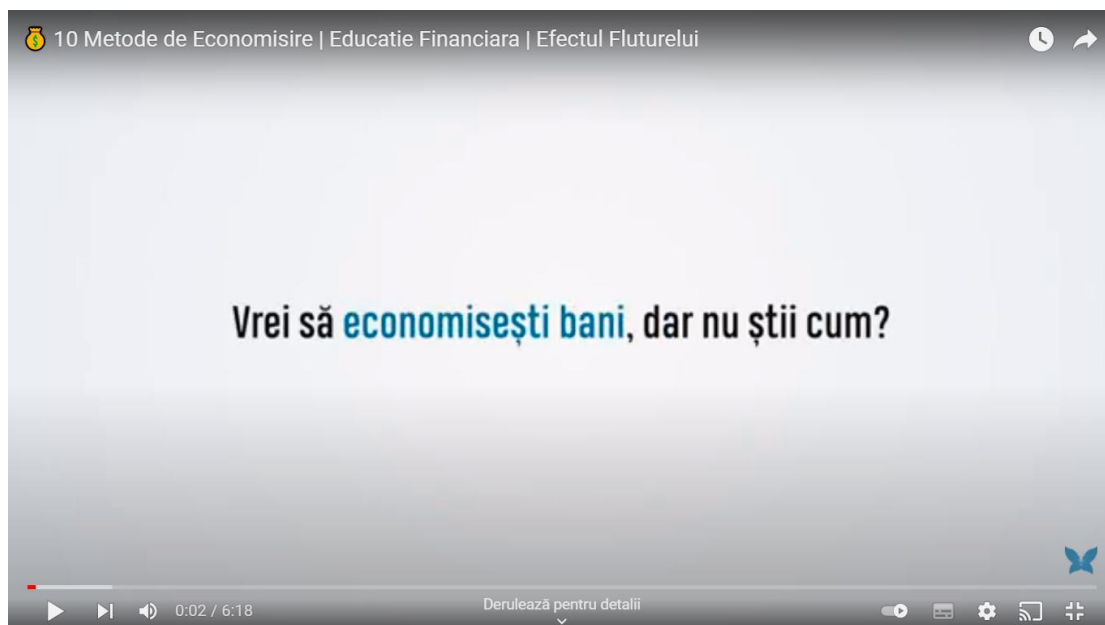 10 Metode de Economisire | Educatie Financiara | Efectul Fluturelui
Vrei să economisești bani, dar nu știi cum?
0:02 / 6:18
Derulează pentru detalii